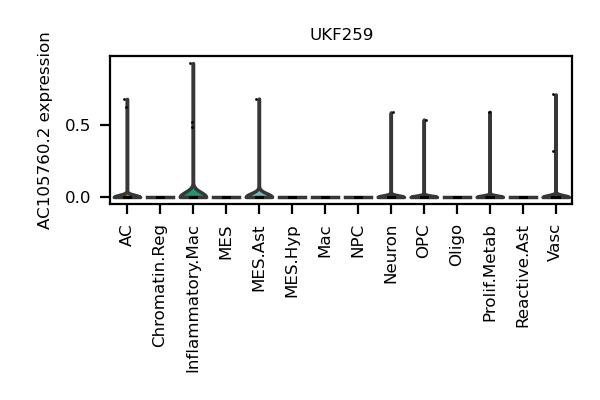 UKF259
AC105760.2 expression
0.5
0.0
AC
Chromatin.Reg
Inflammatory.Mac
MES
MES.Ast
MES.Hyp
Mac
NPC
Neuron
OPC
Oligo
Prolif.Metab
Reactive.Ast
Vasc